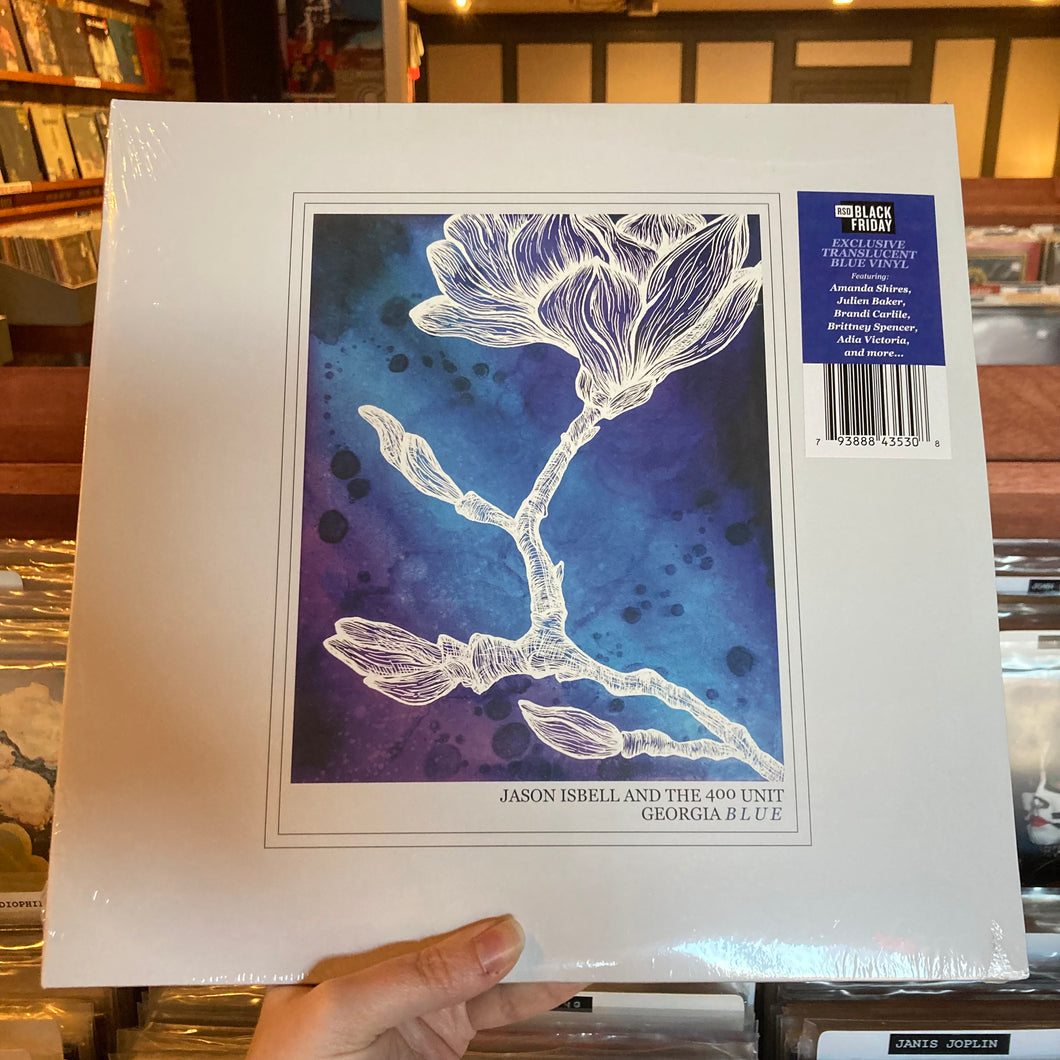 RSD BLACK
FRIDAY
EXCLUSIVE
TRANSLUCENT
BLUE VINYL
Featuring:
Amanda Shires,
Julien Baker,
Brandi Carlile,
Brittney Spencer,
Adia Victoria,
and more...
7 93888 43530 8
JASON ISBELL AND THE 400 UNIT
GEORGIA BLUE
JANIS JOPLIN